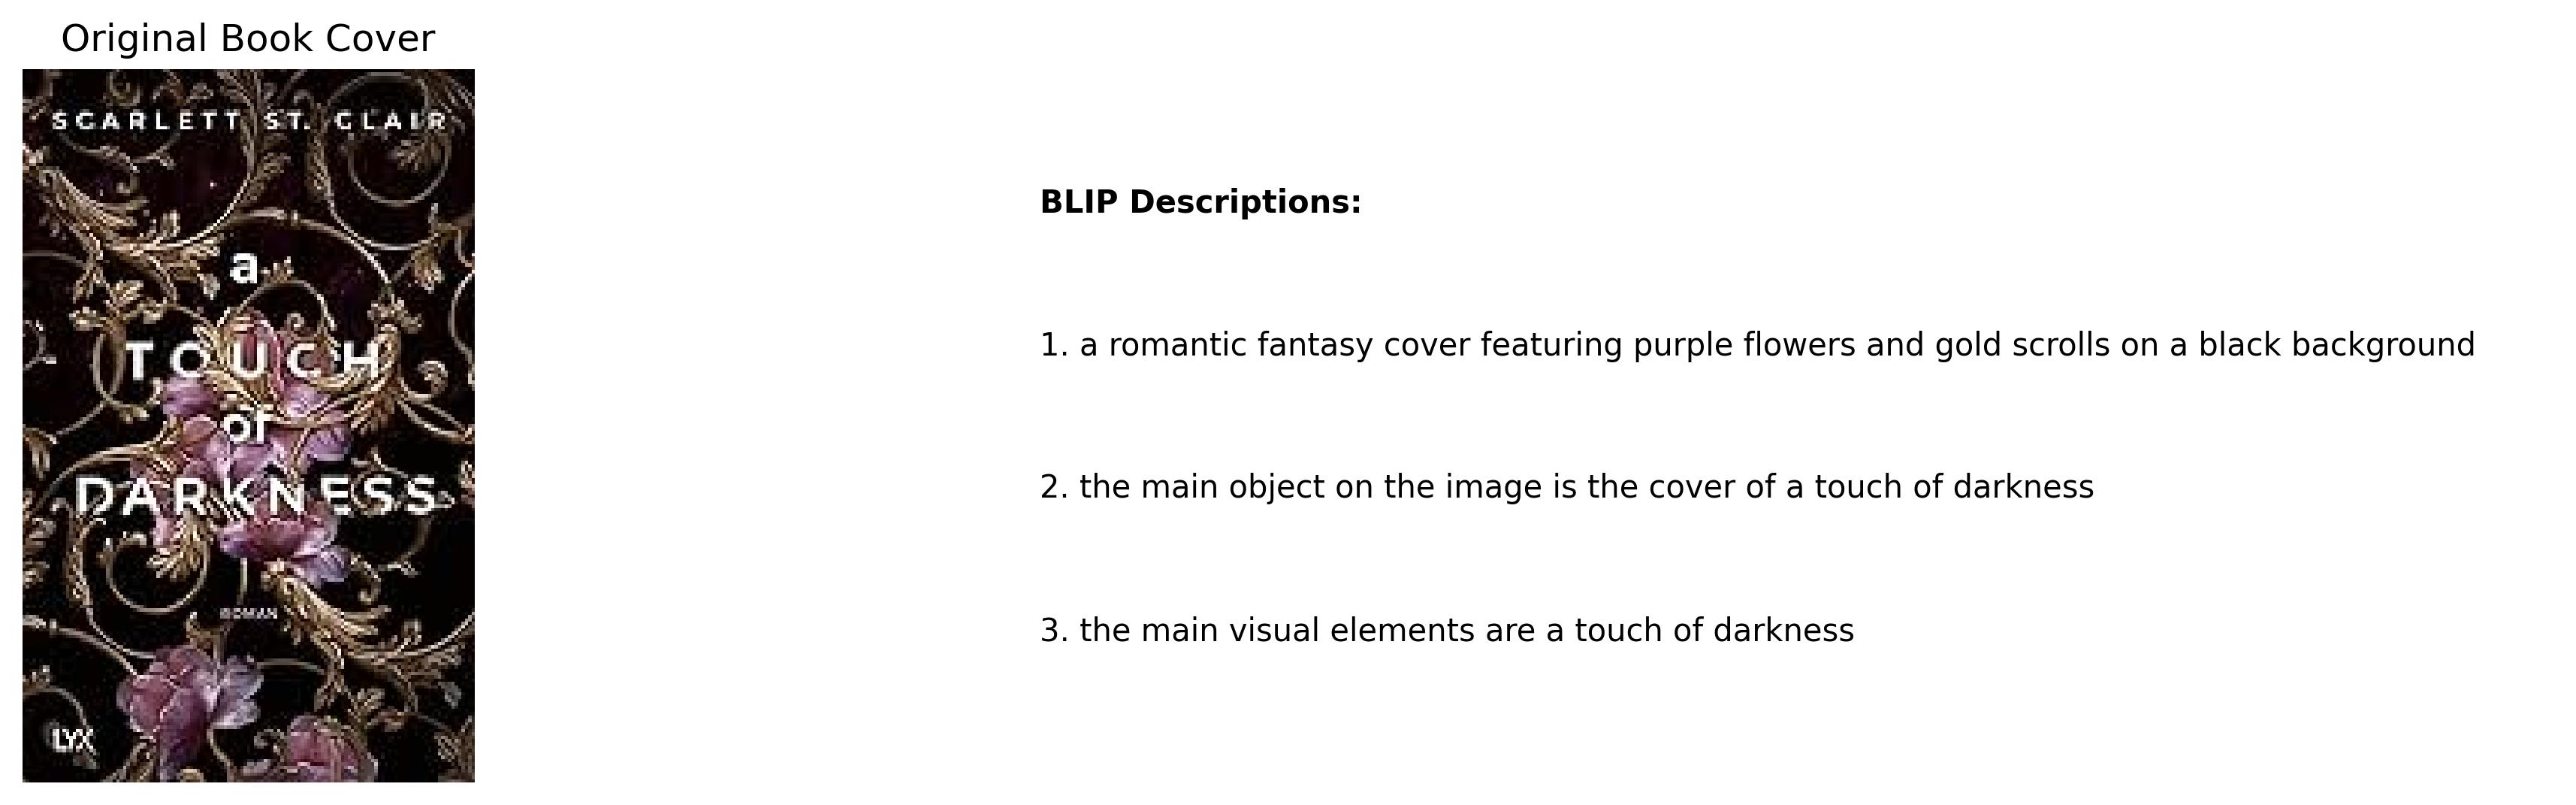 Original Book Cover
SCARLETT ST. CLAIR
a
TOUCH
of
DARKNESS
ROMAN
LYX
BLIP Descriptions:
1. a romantic fantasy cover featuring purple flowers and gold scrolls on a black background
2. the main object on the image is the cover of a touch of darkness
3. the main visual elements are a touch of darkness